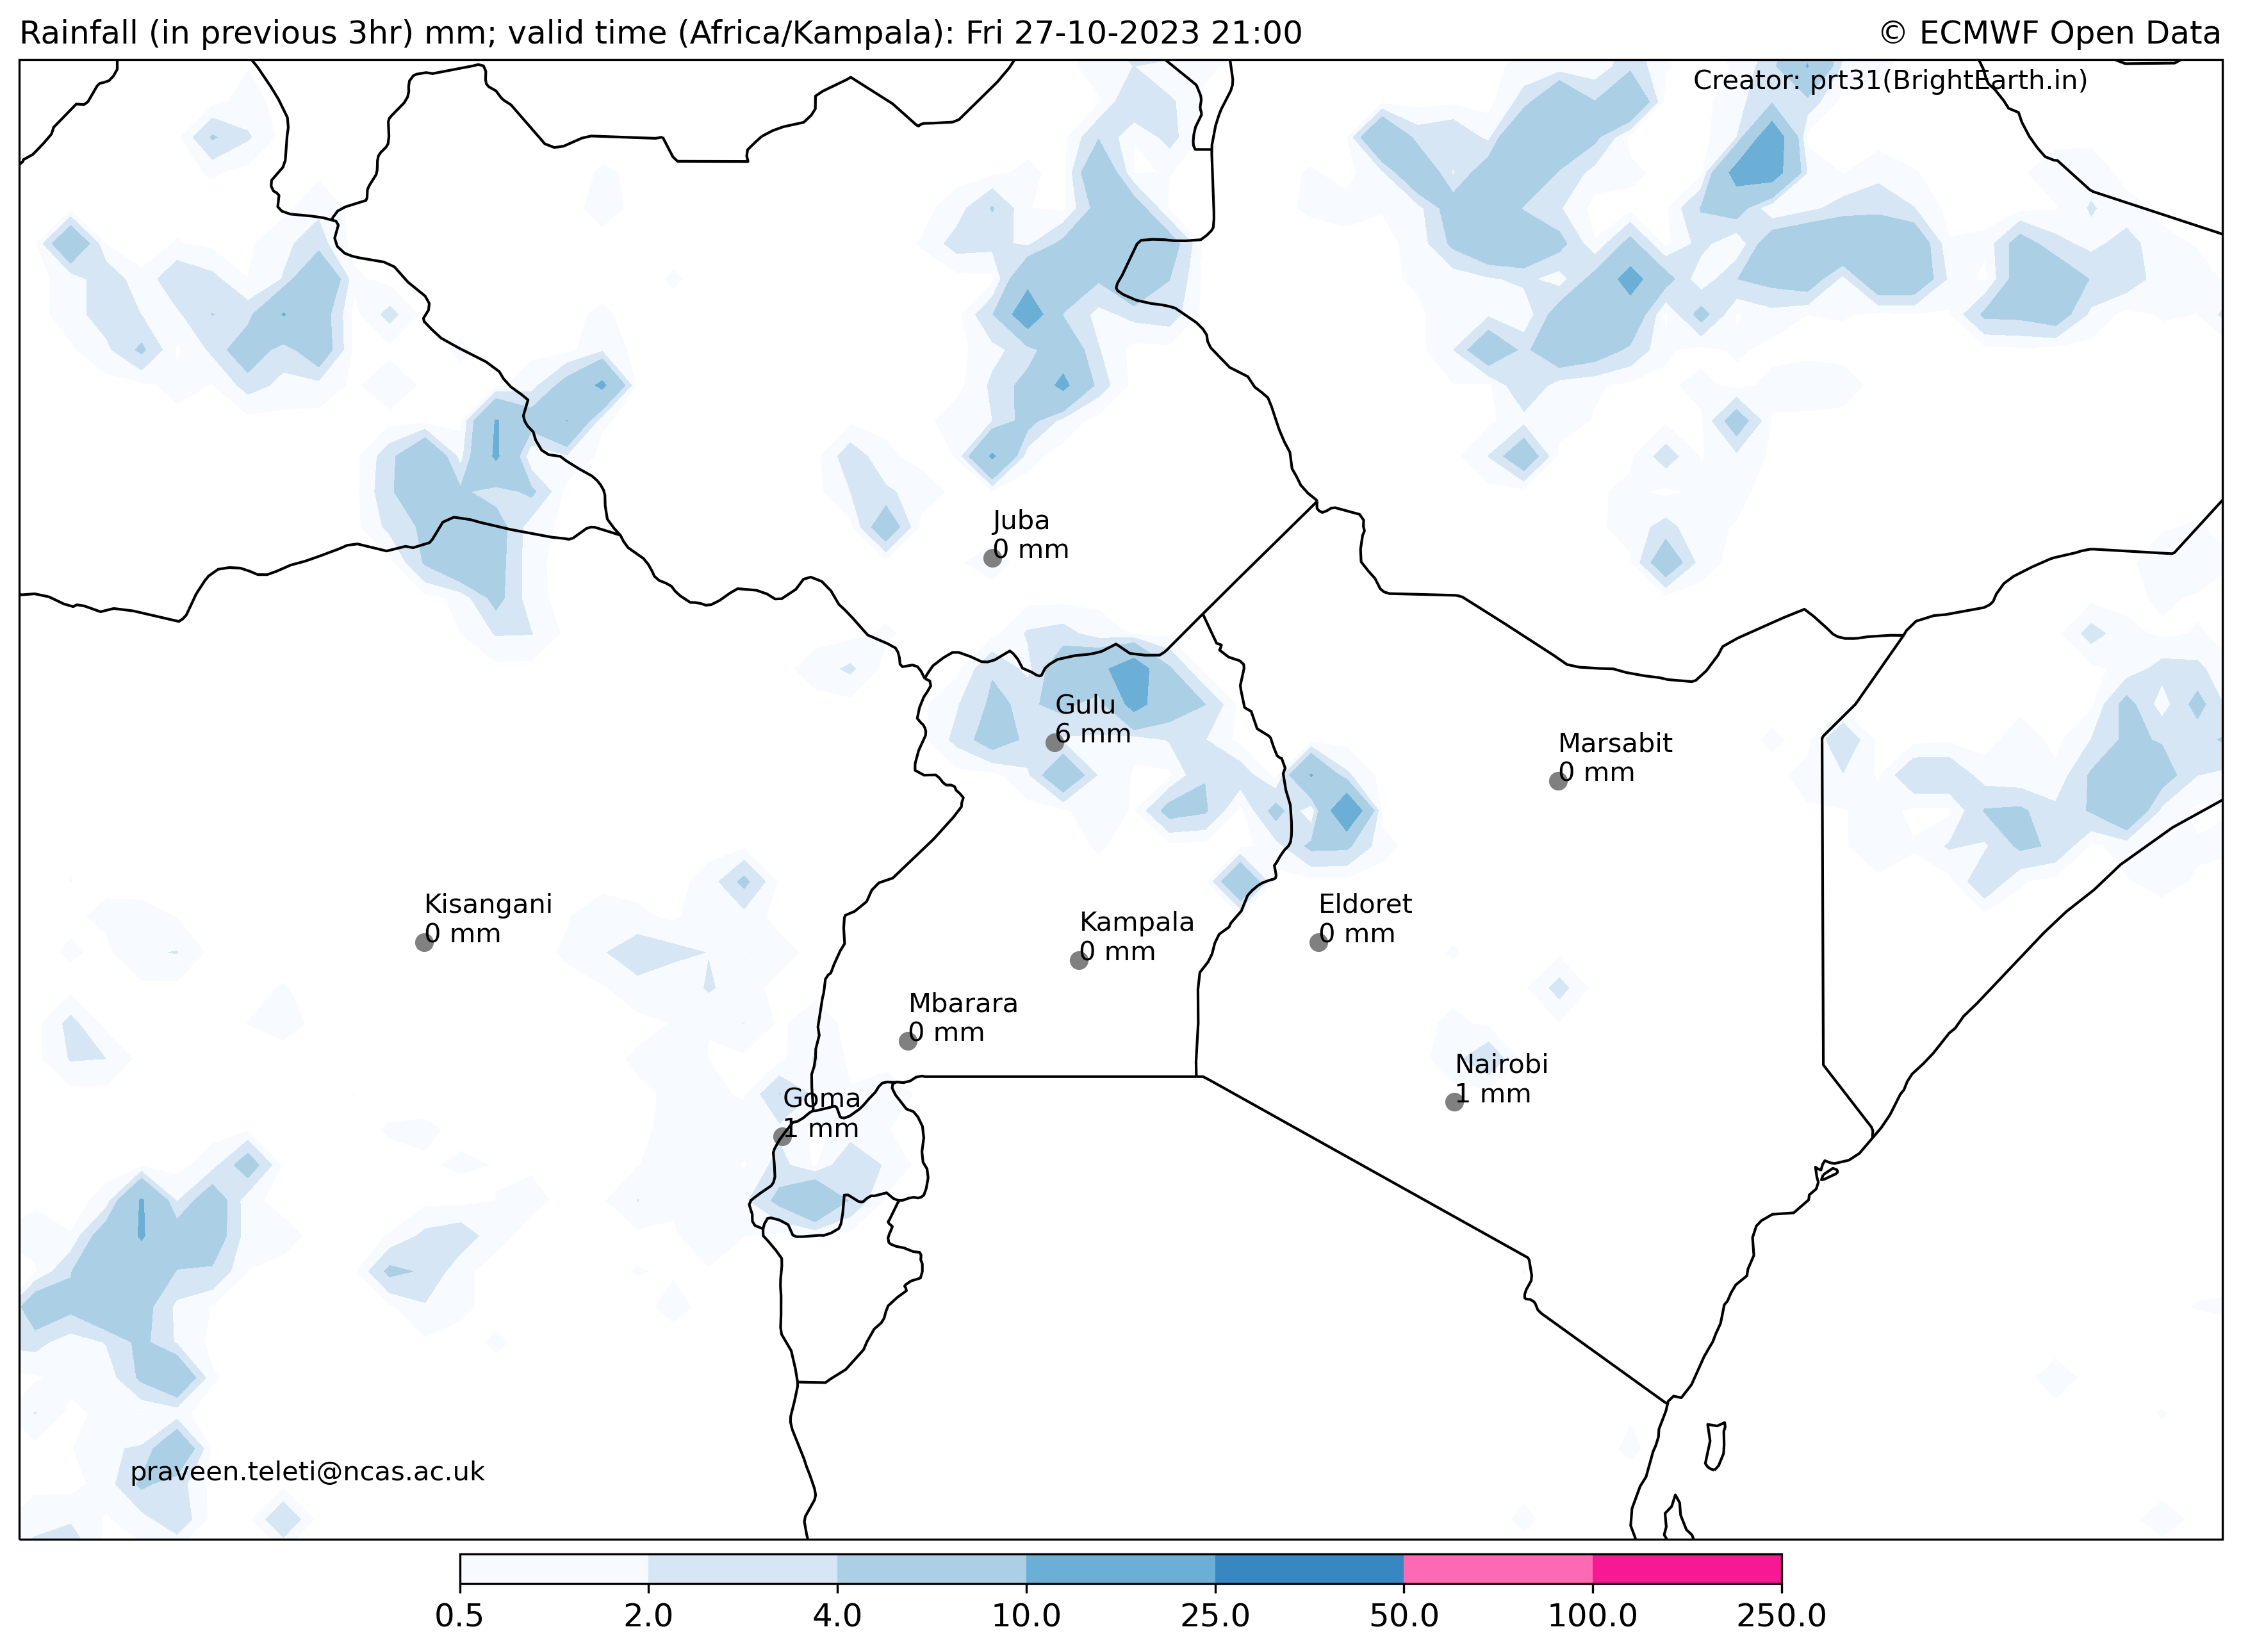 Rainfall (in previous 3hr) mm; valid time (Africa/Kampala): Fri 27-10-2023 21:00
© ECMWF Open Data
Creator: prt31(BrightEarth.in)
Juba
0 mm
Gulu
6 mm
Marsabit
0 mm
Kisangani
0 mm
Eldoret
0 mm
Kampala
0 mm
Mbarara
0 mm
Nairobi
1 mm
Goma
1 mm
praveen.teleti@ncas.ac.uk
0.5 2.0 4.0 10.0 25.0 50.0 100.0 250.0